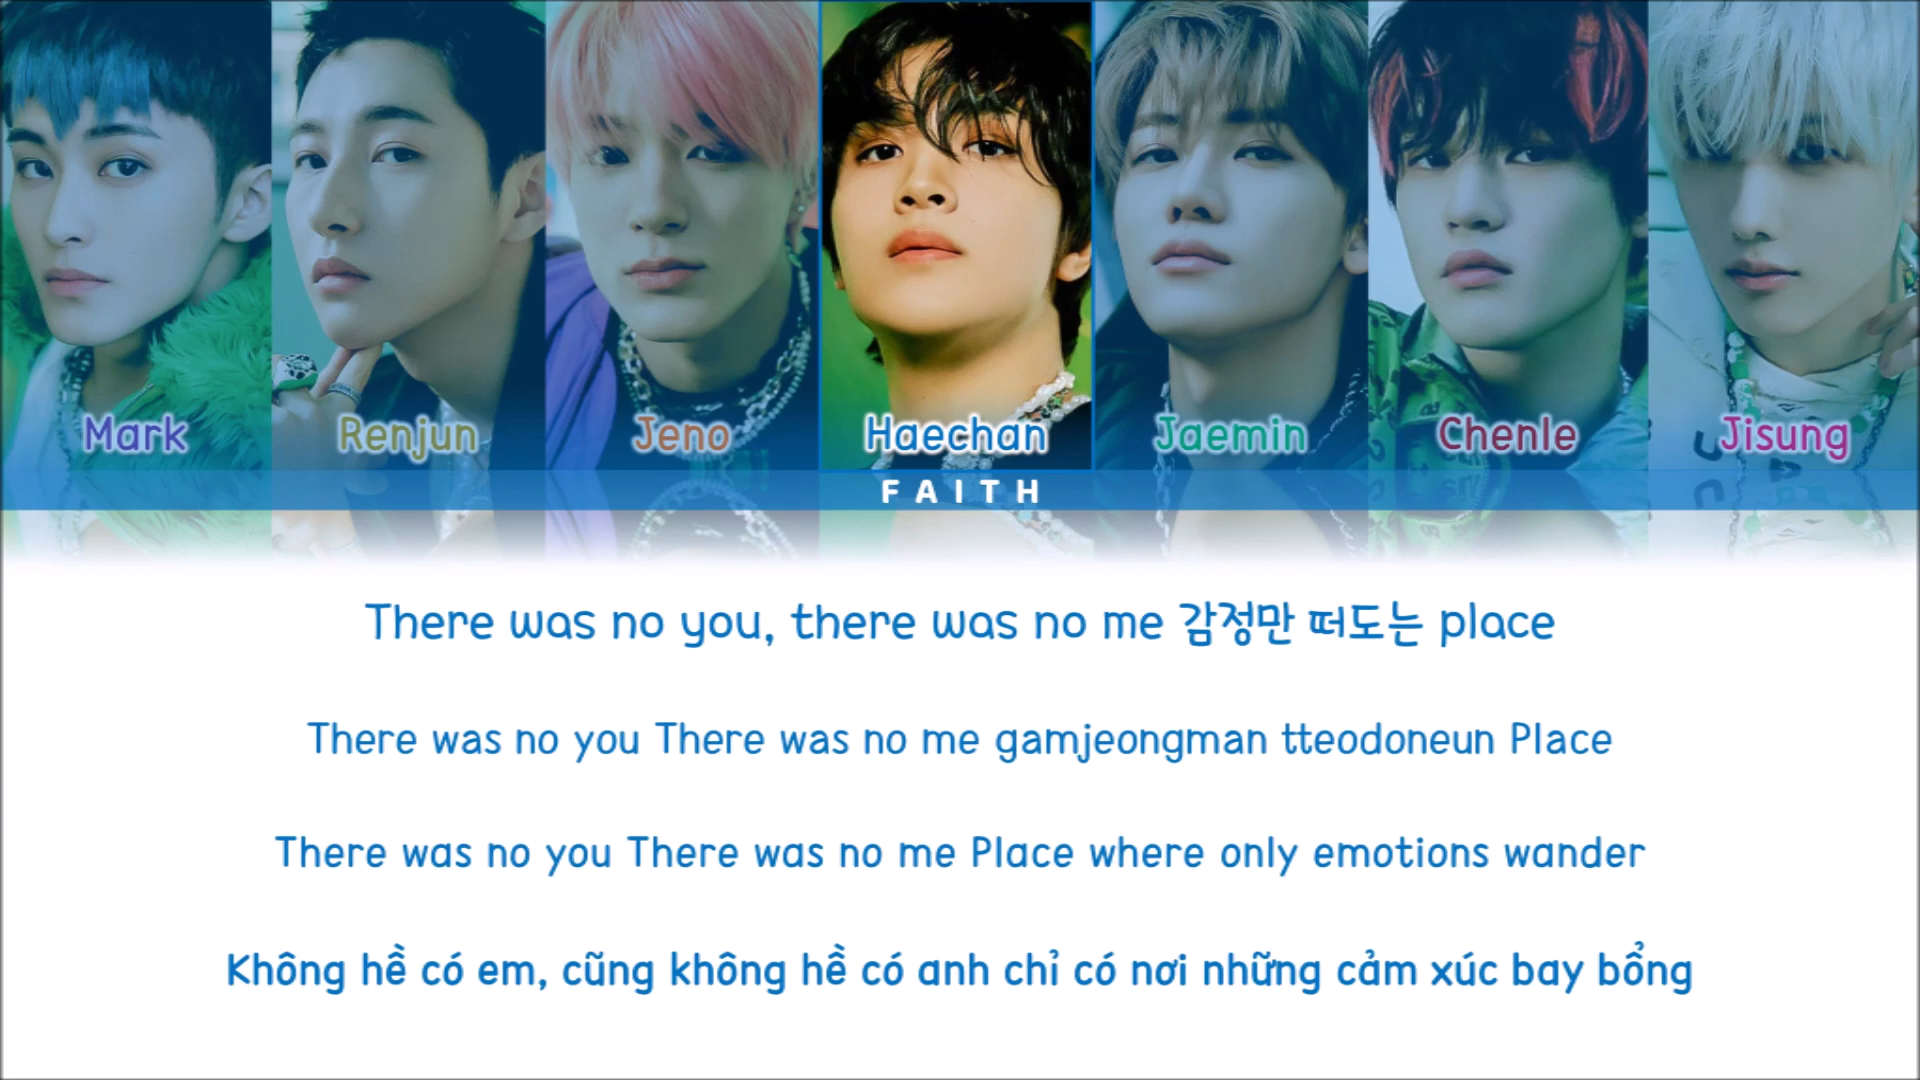 Mark Renjun Jeno Haechan Jaemin Chenle Jisung
FAITH
There was no you, there was no me 감정만 떠도는 place
There was no you There was no me gamjeongman tteodoneun Place
There was no you There was no me Place where only emotions wander
Không hề có em, cũng không hề có anh chỉ có nơi những cảm xúc bay bổng